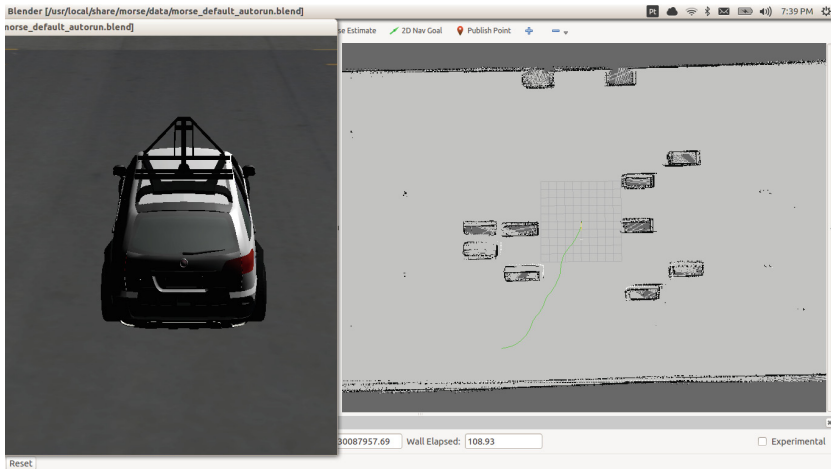 Blender [/usr/local/share/morse/data/morse_default_autorun.blend]
Pt
7:39 PM
morse_default_autorun.blend]
se Estimate 2D Nav Goal Publish Point
30087957.69 Wall Elapsed: 108.93 Experimental
Reset